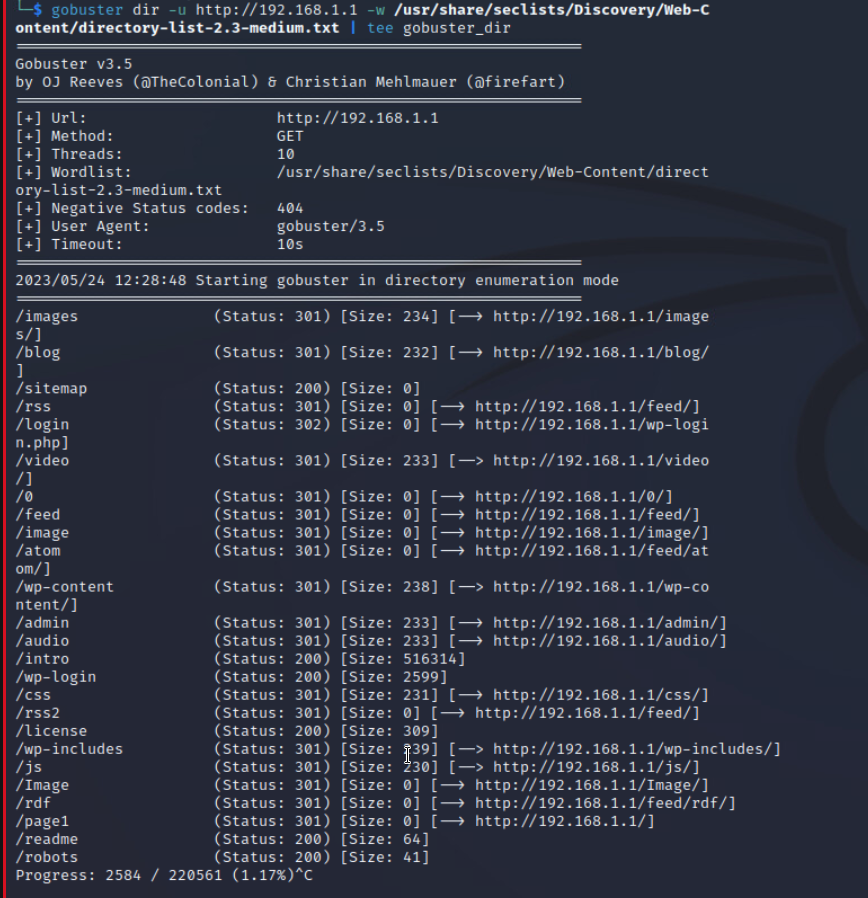 └─$ gobuster dir -u http://192.168.1.1 -w /usr/share/seclists/Discovery/Web-C
ontent/directory-list-2.3-medium.txt | tee gobuster_dir
===============================================================
Gobuster v3.5
by OJ Reeves (@TheColonial) & Christian Mehlmauer (@firefart)
===============================================================
[+] Url:                     http://192.168.1.1
[+] Method:                  GET
[+] Threads:                 10
[+] Wordlist:                /usr/share/seclists/Discovery/Web-Content/direct
ory-list-2.3-medium.txt
[+] Negative Status codes:   404
[+] User Agent:              gobuster/3.5
[+] Timeout:                 10s
===============================================================
2023/05/24 12:28:48 Starting gobuster in directory enumeration mode
===============================================================
/images               (Status: 301) [Size: 234] [--> http://192.168.1.1/image
s/]
/blog                 (Status: 301) [Size: 232] [--> http://192.168.1.1/blog/
]
/sitemap              (Status: 200) [Size: 0]
/rss                  (Status: 301) [Size: 0] [--> http://192.168.1.1/feed/]
/login                (Status: 302) [Size: 0] [--> http://192.168.1.1/wp-logi
n.php]
/video                (Status: 301) [Size: 233] [--> http://192.168.1.1/video
/]
/0                    (Status: 301) [Size: 0] [--> http://192.168.1.1/0/]
/feed                 (Status: 301) [Size: 0] [--> http://192.168.1.1/feed/]
/image                (Status: 301) [Size: 0] [--> http://192.168.1.1/image/]
/atom                 (Status: 301) [Size: 0] [--> http://192.168.1.1/feed/at
om/]
/wp-content           (Status: 301) [Size: 238] [--> http://192.168.1.1/wp-co
ntent/]
/admin                (Status: 301) [Size: 233] [--> http://192.168.1.1/admin/]
/audio                (Status: 301) [Size: 233] [--> http://192.168.1.1/audio/]
/intro                (Status: 200) [Size: 516314]
/wp-login             (Status: 200) [Size: 2599]
/css                  (Status: 301) [Size: 231] [--> http://192.168.1.1/css/]
/rss2                 (Status: 301) [Size: 0] [--> http://192.168.1.1/feed/]
/license              (Status: 200) [Size: 309]
/wp-includes          (Status: 301) [Size: 239] [--> http://192.168.1.1/wp-includes/]
/js                   (Status: 301) [Size: 230] [--> http://192.168.1.1/js/]
/Image                (Status: 301) [Size: 0] [--> http://192.168.1.1/Image/]
/rdf                  (Status: 301) [Size: 0] [--> http://192.168.1.1/feed/rdf/]
/page1                (Status: 301) [Size: 0] [--> http://192.168.1.1/]
/readme               (Status: 200) [Size: 64]
/robots               (Status: 200) [Size: 41]
Progress: 2584 / 220561 (1.17%)^C